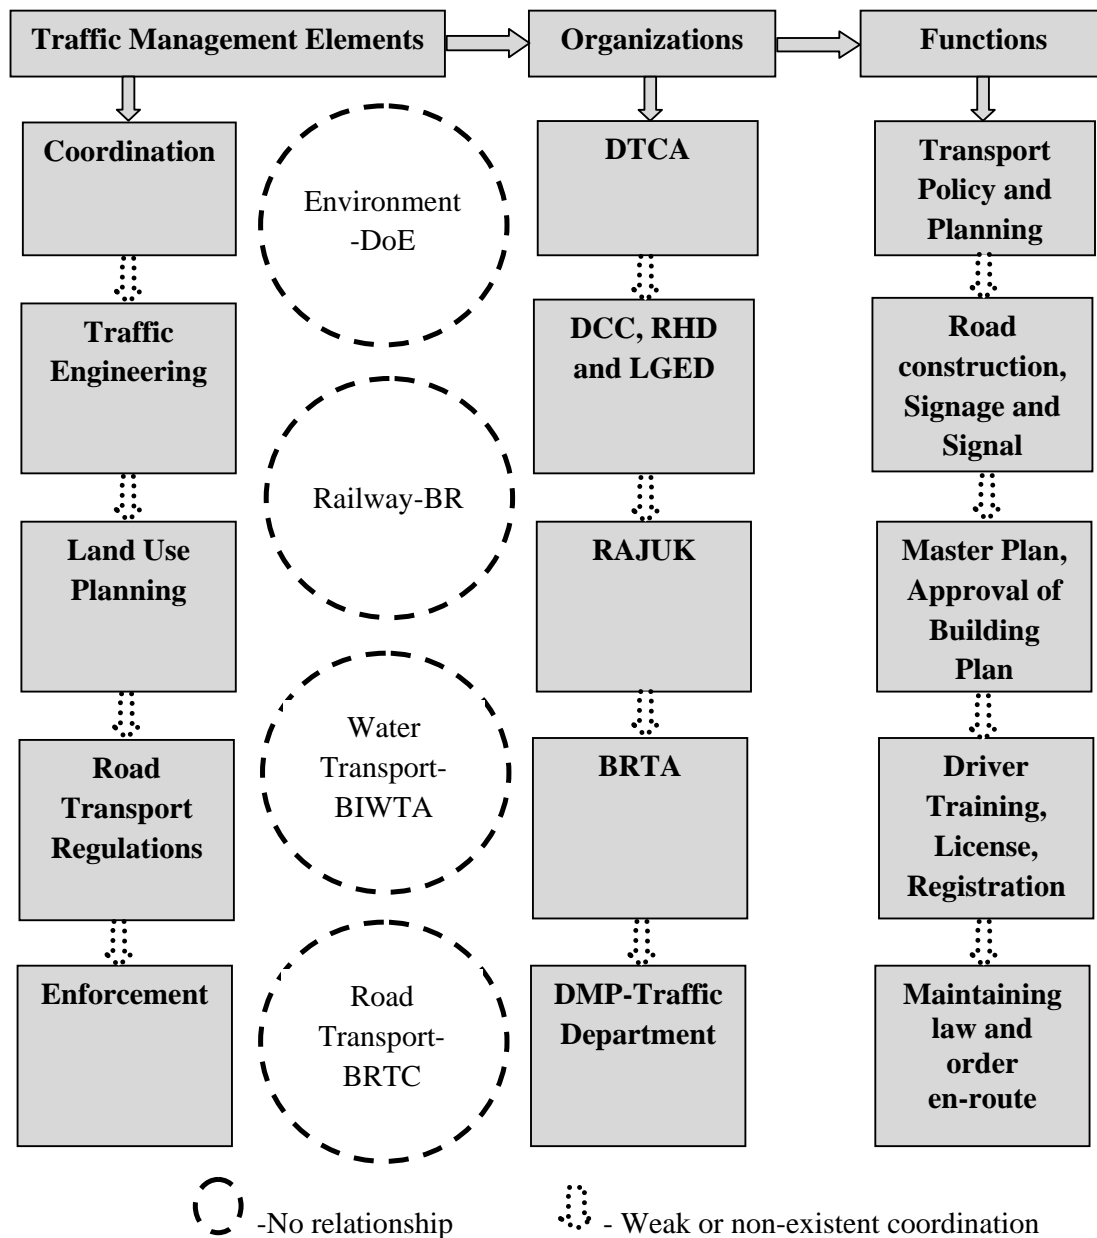 Traffic Management Elements
Organizations
Functions
Coordination
Environment
-DoE
DTCA
Transport
Policy and
Planning
Traffic
Engineering
DCC, RHD
and LGED
Road
construction,
Signage and
Signal
Railway-BR
Land Use
Planning
RAJUK
Master Plan,
Approval of
Building
Plan
Water
Transport-
BIWTA
Road
Transport
Regulations
BRTA
Driver
Training,
License,
Registration
Enforcement
Road
Transport-
BRTC
DMP-Traffic
Department
Maintaining
law and
order
en-route
-No relationship
- Weak or non-existent coordination